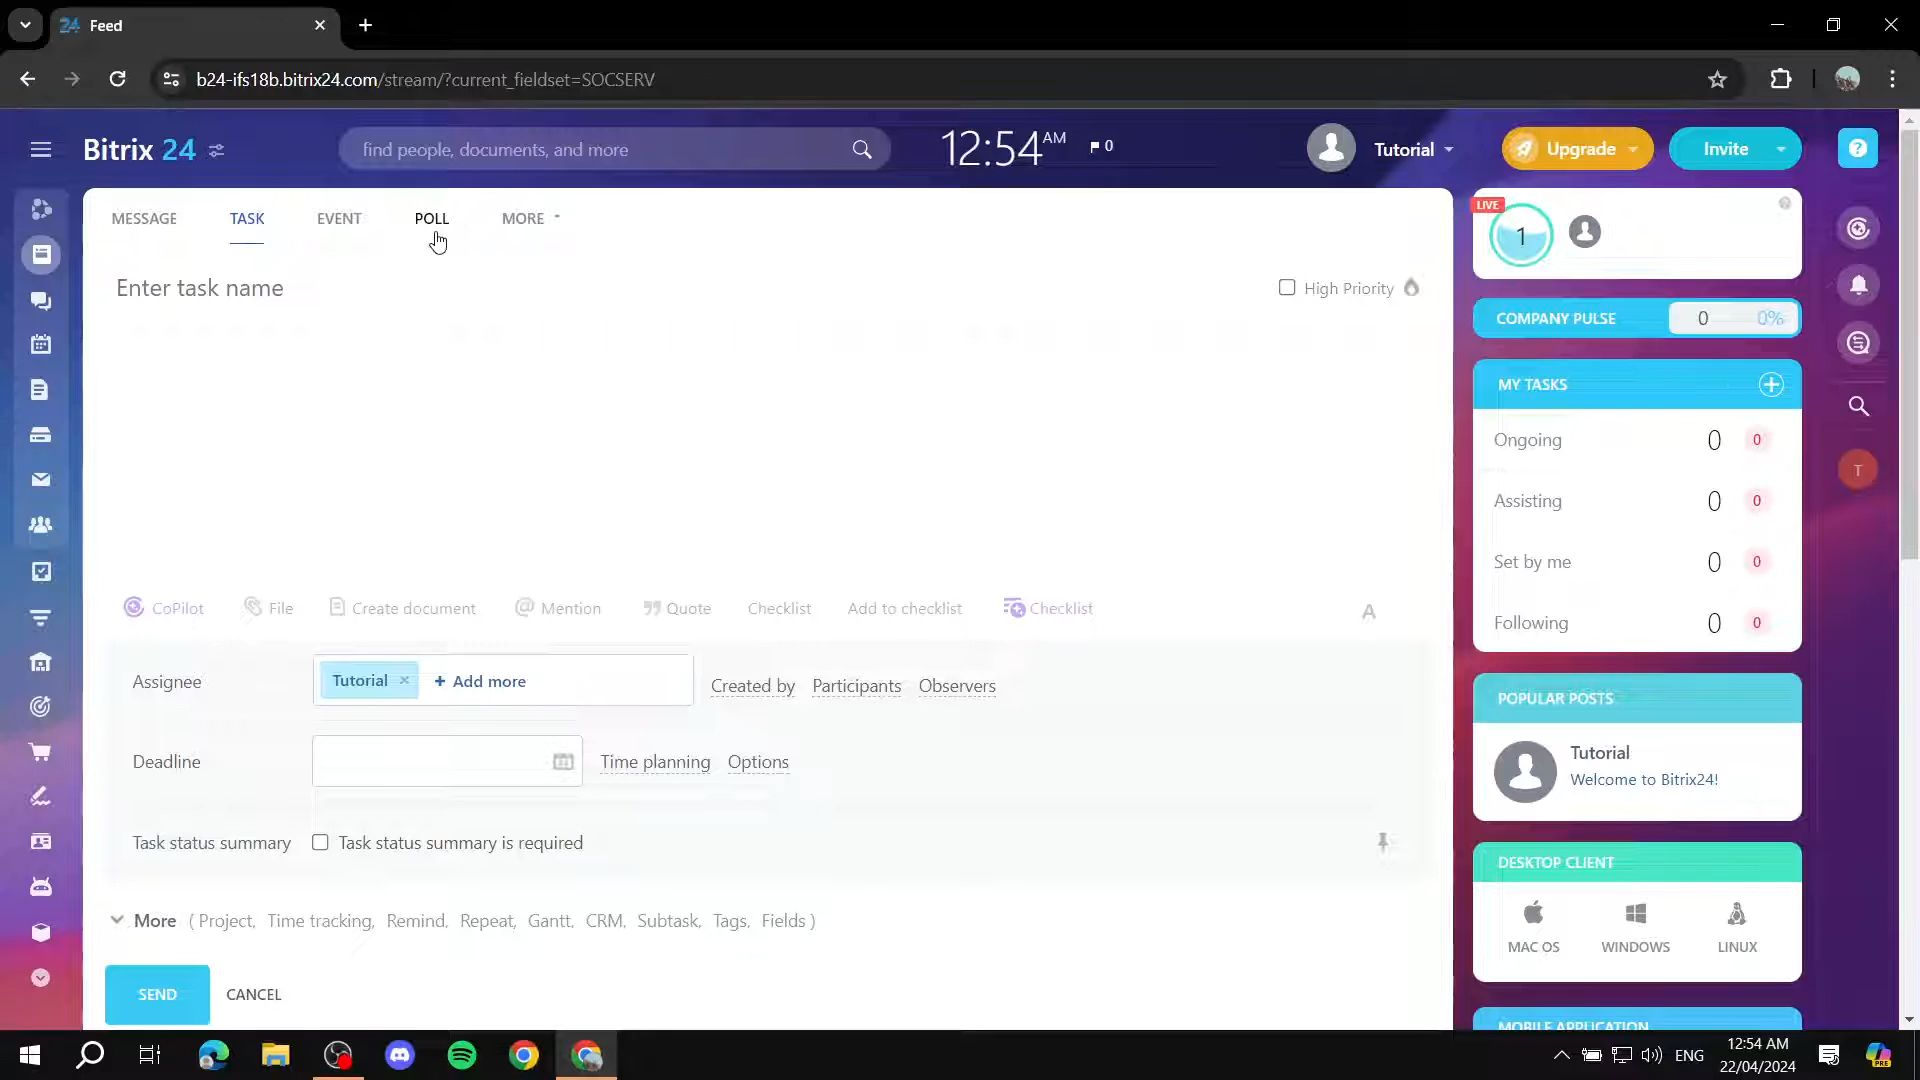 24 Feed
b24-ifs18b.bitrix24.com/stream/?current_fieldset=SOCSERV
Bitrix 24
find people, documents, and more
12:54 AM
0
Tutorial
Upgrade
Invite
?
MESSAGE
TASK
EVENT
POLL
MORE
Enter task name
High Priority
CoPilot
File
Create document
Mention
Quote
Checklist
Add to checklist
Checklist
A
Assignee
Tutorial
+ Add more
Created by
Participants
Observers
Deadline
Time planning
Options
Task status summary
Task status summary is required
More ( Project, Time tracking, Remind, Repeat, Gantt, CRM, Subtask, Tags, Fields )
SEND
CANCEL
LIVE
1
COMPANY PULSE
0
0%
MY TASKS
Ongoing 0 0
Assisting 0 0
Set by me 0 0
Following 0 0
POPULAR POSTS
Tutorial
Welcome to Bitrix24!
DESKTOP CLIENT
MAC OS
WINDOWS
LINUX
MOBILE APPLICATION
T
ENG
12:54 AM
22/04/2024
PRE